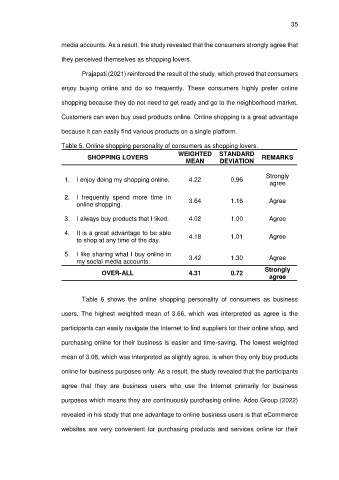 35
media accounts. As a result, the study revealed that the consumers strongly agree that
they perceived themselves as shopping lovers.
Prajapati (2021) reinforced the result of the study, which proved that consumers
enjoy buying online and do so frequently. These consumers highly prefer online
shopping because they do not need to get ready and go to the neighborhood market.
Customers can even buy used products online. Online shopping is a great advantage
because it can easily find various products on a single platform.
Table 5. Online shopping personality of consumers as shopping lovers.
SHOPPING LOVERS WEIGHTED MEAN STANDARD DEVIATION REMARKS
1. I enjoy doing my shopping online. 4.22 0.96 Strongly agree
2. I frequently spend more time in online shopping. 3.64 1.16 Agree
3. I always buy products that I liked. 4.02 1.00 Agree
4. It is a great advantage to be able to shop at any time of the day. 4.18 1.01 Agree
5. I like sharing what I buy online in my social media accounts. 3.42 1.30 Agree
OVER-ALL 4.31 0.72 Strongly agree
Table 6 shows the online shopping personality of consumers as business
users. The highest weighted mean of 3.66, which was interpreted as agree is the
participants can easily navigate the Internet to find suppliers for their online shop, and
purchasing online for their business is easier and time-saving. The lowest weighted
mean of 3.08, which was interpreted as slightly agree, is when they only buy products
online for business purposes only. As a result, the study revealed that the participants
agree that they are business users who use the Internet primarily for business
purposes which means they are continuously purchasing online. Adeo Group (2022)
revealed in his study that one advantage to online business users is that eCommerce
websites are very convenient for purchasing products and services online for their